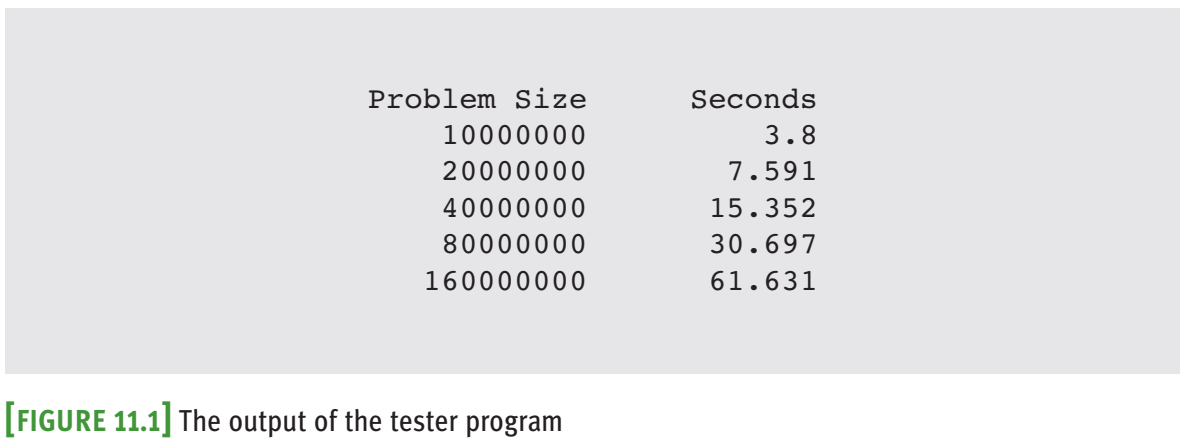 Problem Size Seconds
10000000 3.8
20000000 7.591
40000000 15.352
80000000 30.697
160000000 61.631
[FIGURE 11.1] The output of the tester program